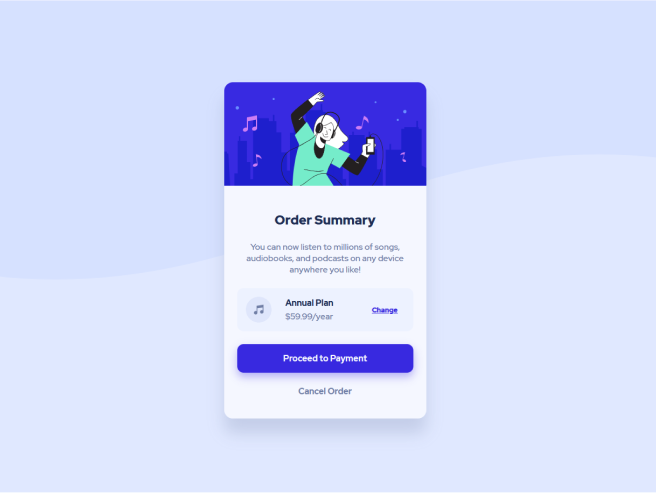 Order Summary
You can now listen to millions of songs,
audiobooks, and podcasts on any device
anywhere you like!
Annual Plan
$59.99/year
Change
Proceed to Payment
Cancel Order